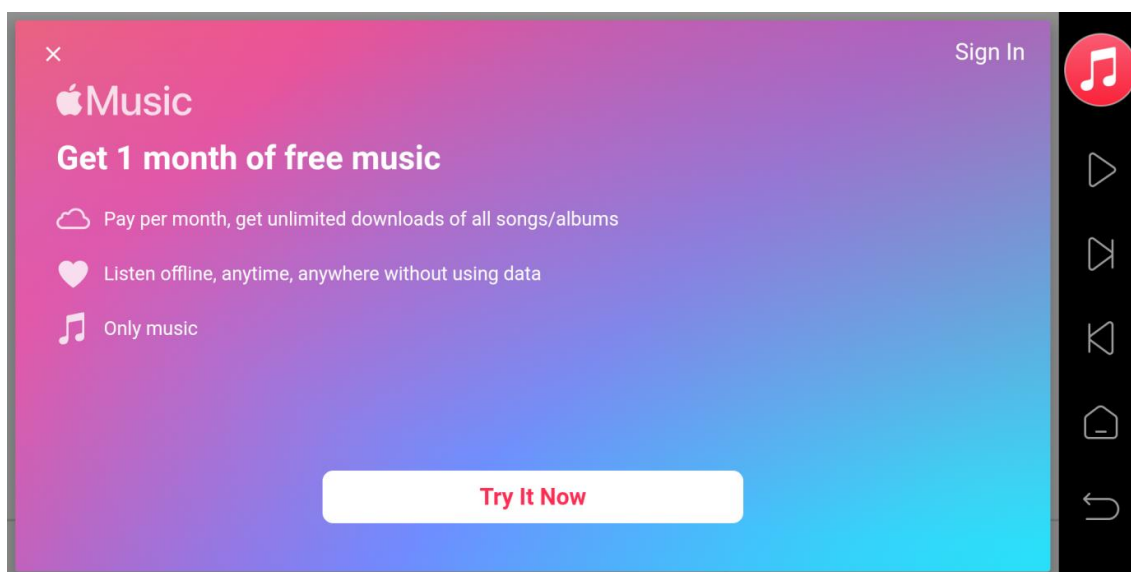 Sign In
Music
Get 1 month of free music
Pay per month, get unlimited downloads of all songs/albums
Listen offline, anytime, anywhere without using data
Only music
Try It Now